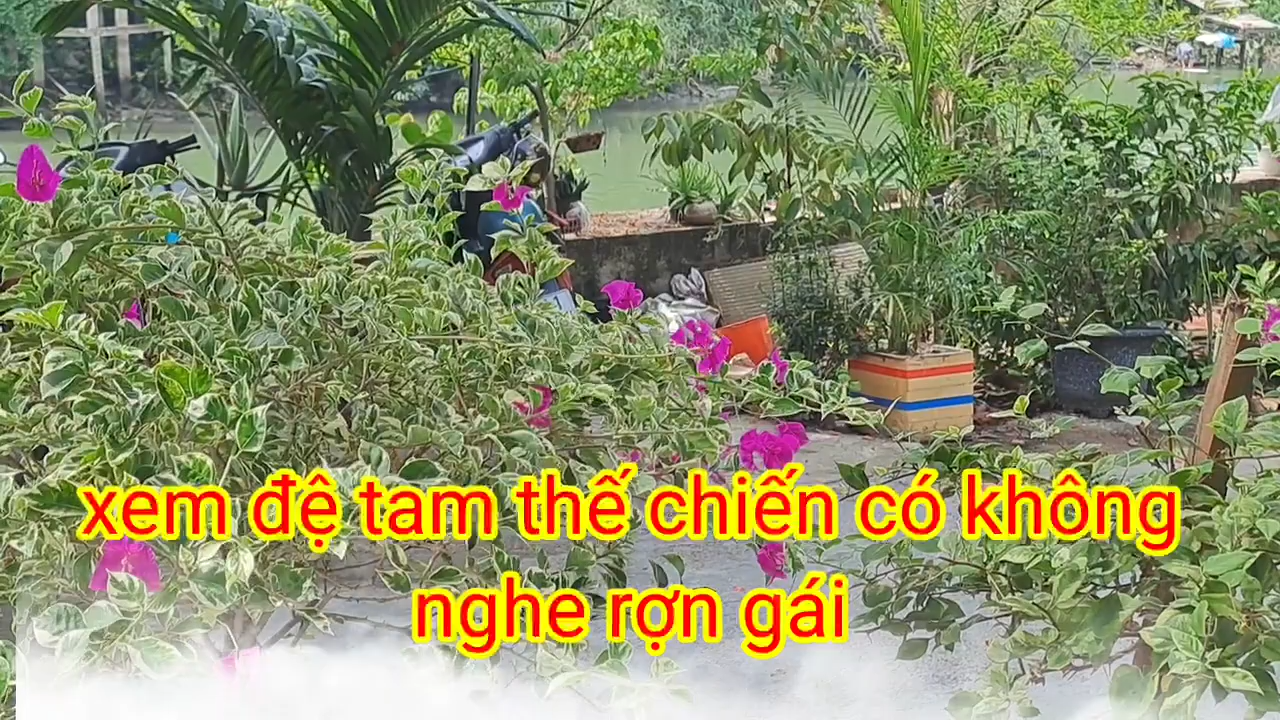 xem đệ tam thế chiến có không
nghe rợn gái